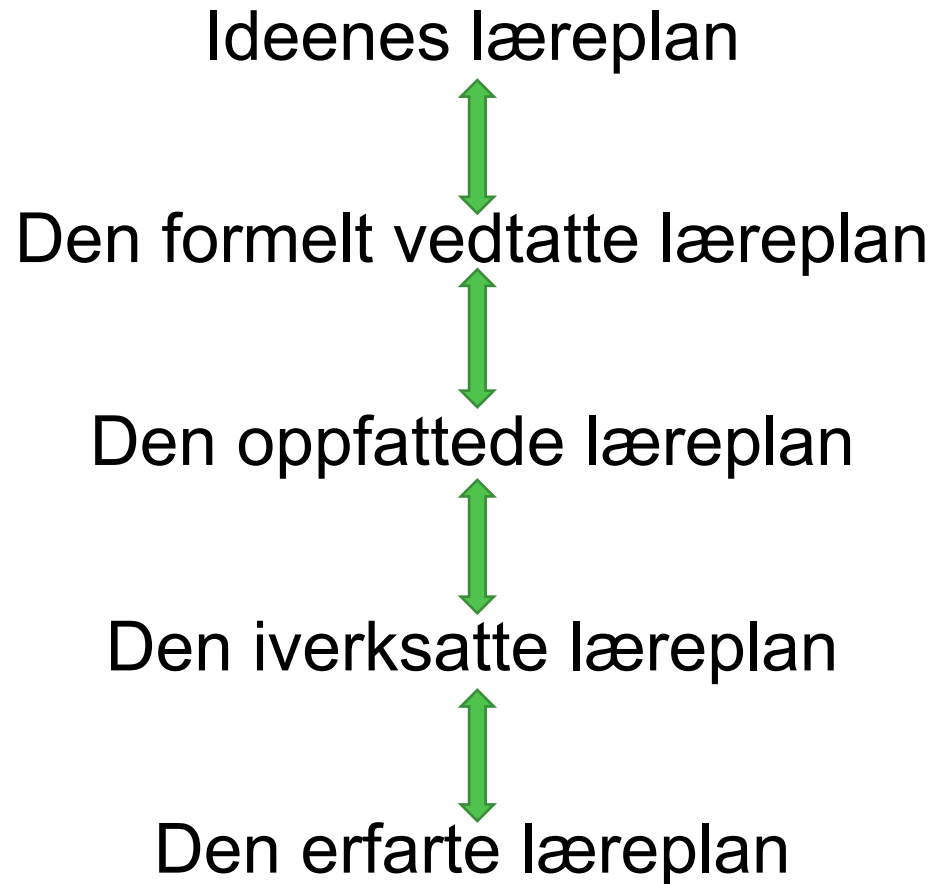 Ideenes læreplan
Den formelt vedtatte læreplan
Den oppfattede læreplan
Den iverksatte læreplan
Den erfarte læreplan